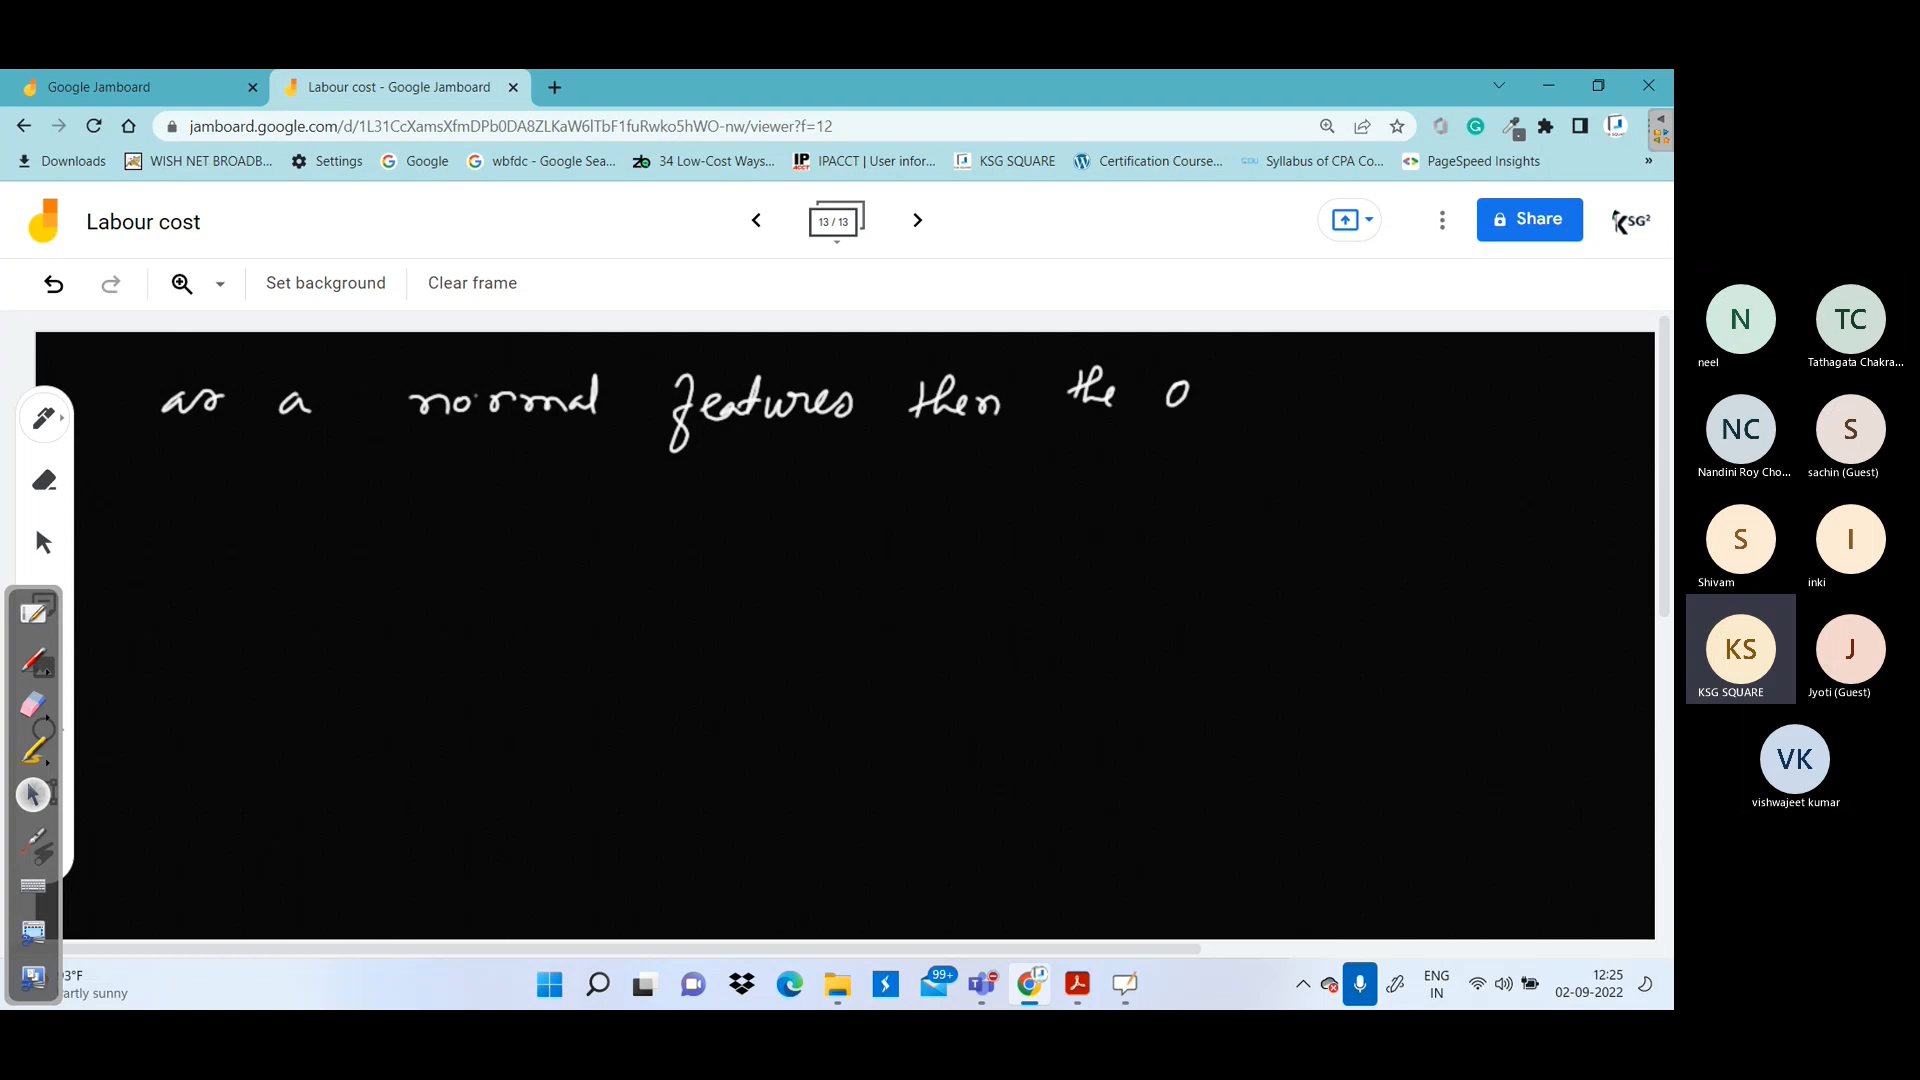 Google Jamboard
Labour cost - Google Jamboard
jamboard.google.com/d/1L31CcXamsXfmDPb0DA8ZLKaW6lTbF1fuRwko5hWO-nw/viewer?f=12
Downloads WISH NET BROADB... Settings Google wbfdc - Google Sea... 34 Low-Cost Ways... IPACCT | User infor... KSG SQUARE Certification Course... Syllabus of CPA Co... PageSpeed Insights »
Labour cost
13 / 13
Share
KSG²
Set background
Clear frame
as a normal features then the o
N
neel
TC
Tathagata Chakra...
NC
Nandini Roy Cho...
S
sachin (Guest)
S
Shivam
I
inki
KS
KSG SQUARE
J
Jyoti (Guest)
VK
vishwajeet kumar
93°F
artly sunny
99+
ENG
IN
12:25
02-09-2022